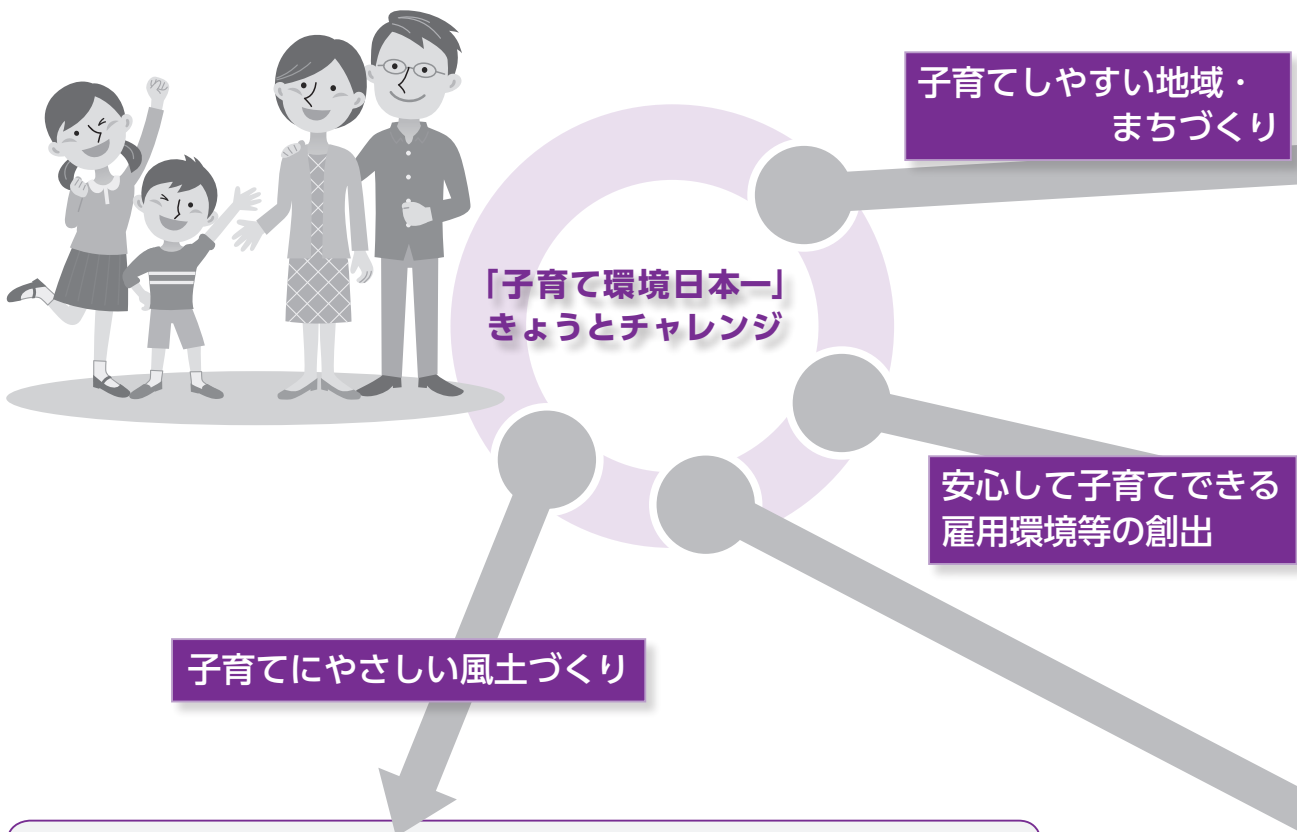 子育てしやすい地域・
まちづくり
「子育て環境日本一」
きょうとチャレンジ
安心して子育てできる
雇用環境等の創出
子育てにやさしい風土づくり